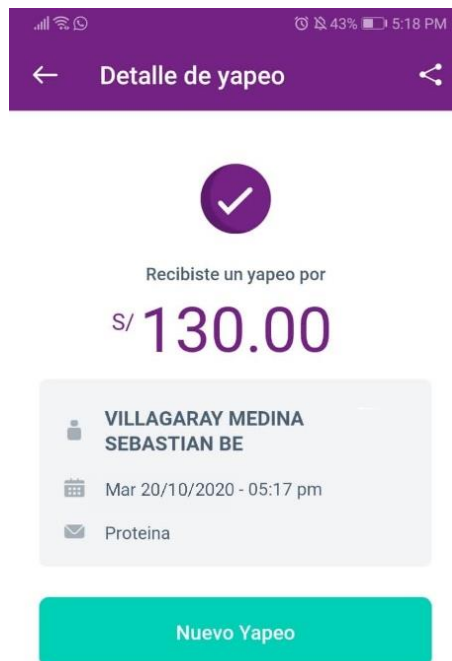 43% 5:18 PM
Detalle de yapeo
Recibiste un yapeo por
S/ 130.00
VILLAGARAY MEDINA
SEBASTIAN BE
Mar 20/10/2020 - 05:17 pm
Proteina
Nuevo Yapeo